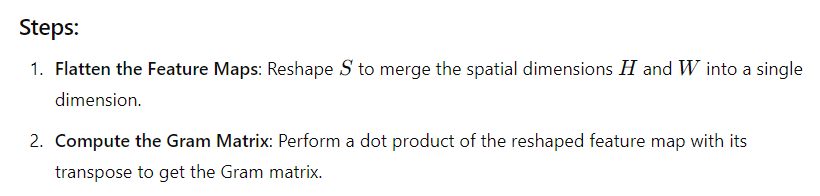 Steps:
1. Flatten the Feature Maps: Reshape S to merge the spatial dimensions H and W into a single
dimension.
2. Compute the Gram Matrix: Perform a dot product of the reshaped feature map with its
transpose to get the Gram matrix.